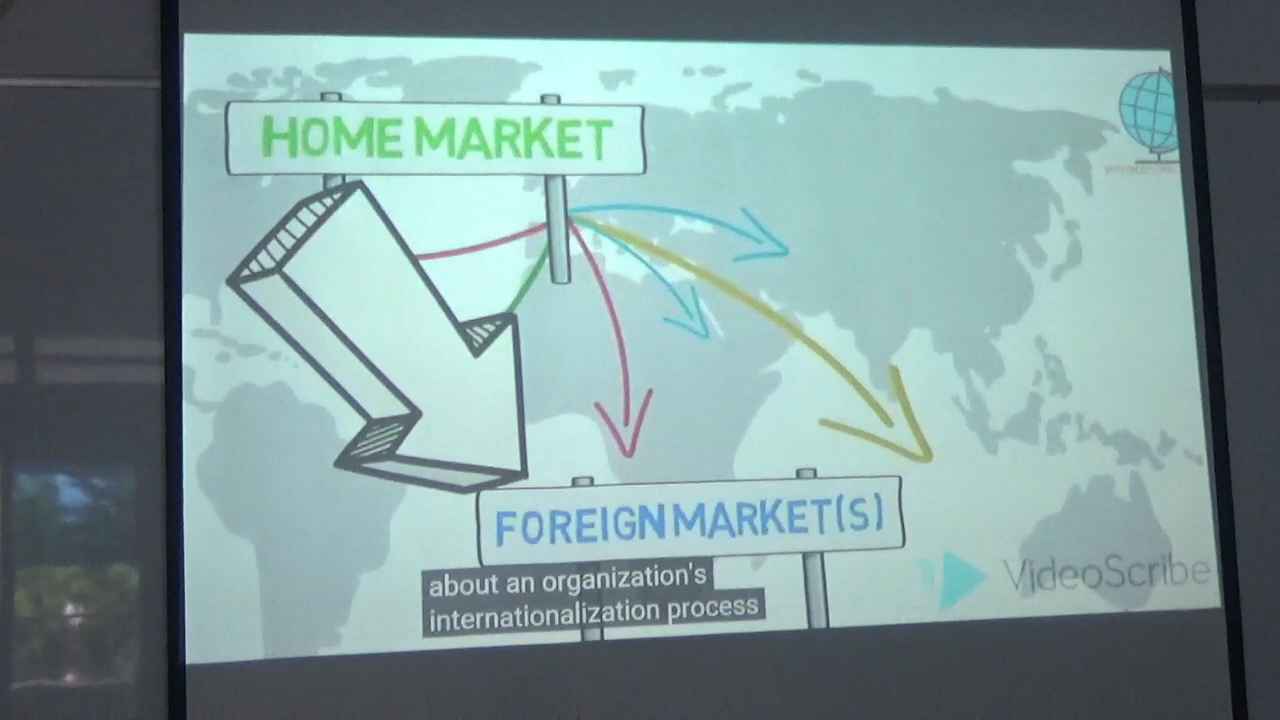 HOME MARKET
FOREIGN MARKET(S)
about an organization's
internationalization process
VideoScribe